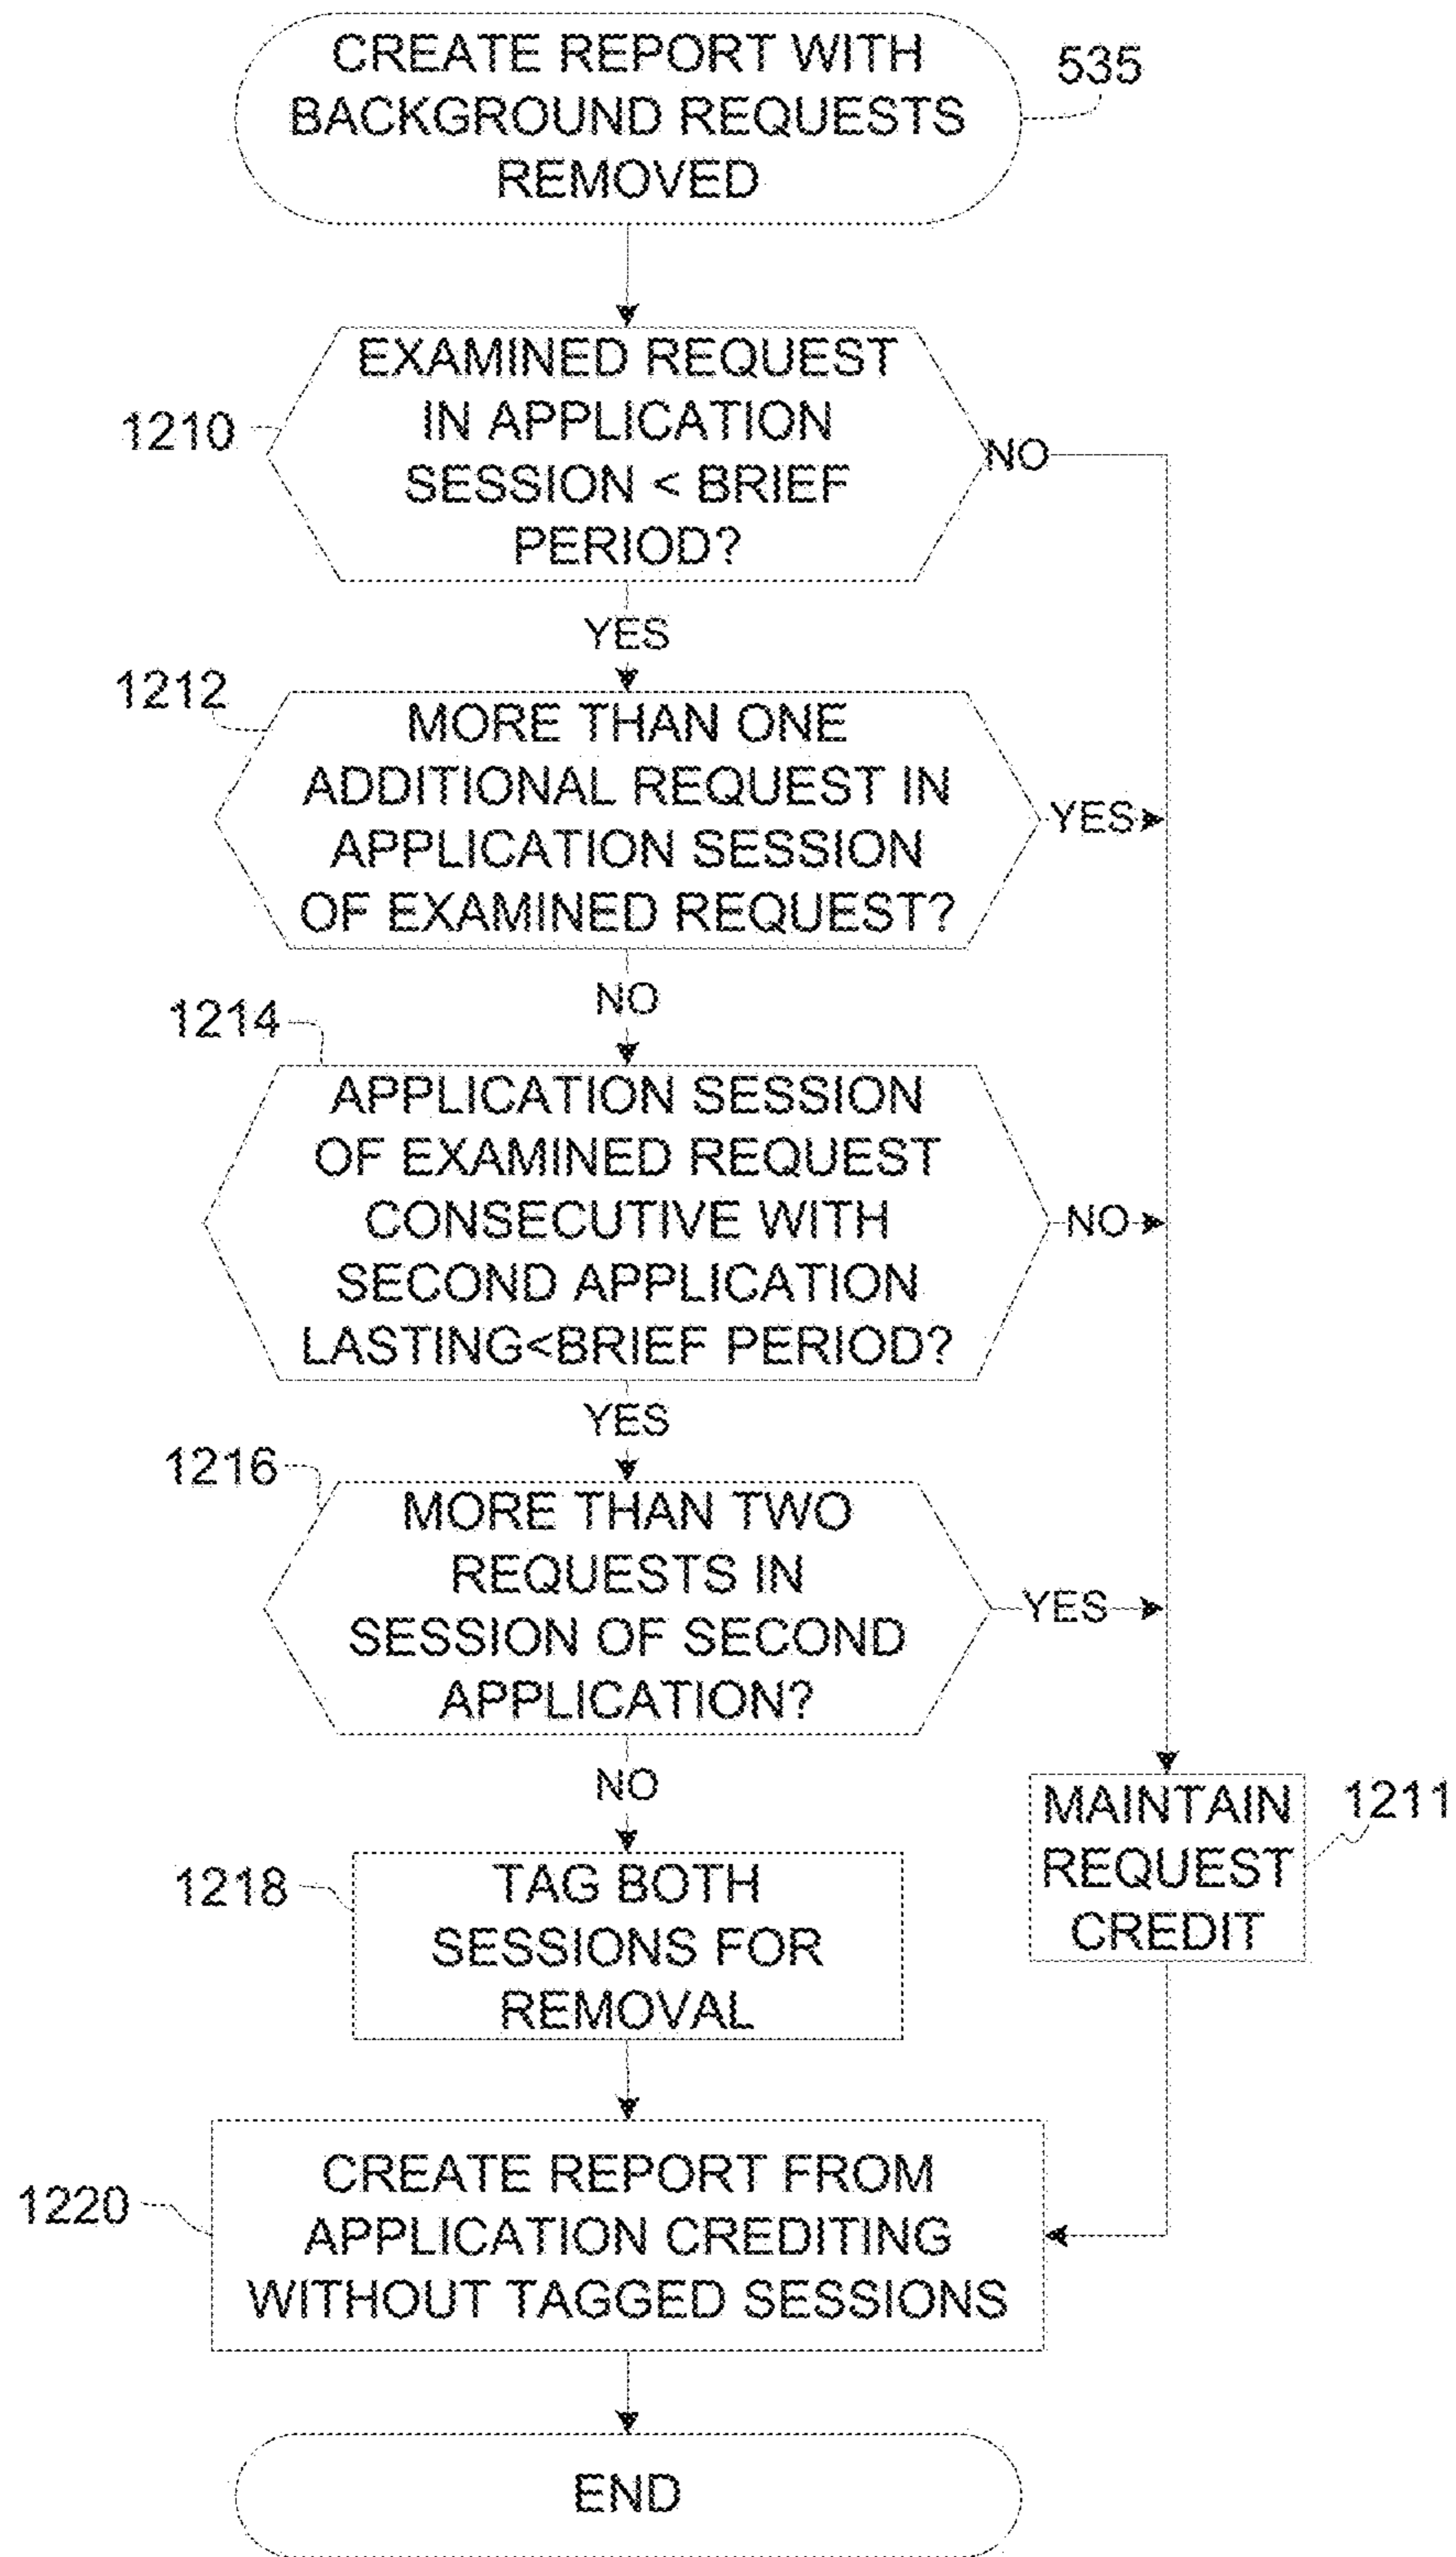 CREATE REPORT WITH
BACKGROUND REQUESTS
REMOVED
535
EXAMINED REQUEST
IN APPLICATION
SESSION < BRIEF
PERIOD?
1210
NO
YES
1212
MORE THAN ONE
ADDITIONAL REQUEST IN
APPLICATION SESSION
OF EXAMINED REQUEST?
YES
NO
1214
APPLICATION SESSION
OF EXAMINED REQUEST
CONSECUTIVE WITH
SECOND APPLICATION
LASTING<BRIEF PERIOD?
NO
YES
1216
MORE THAN TWO
REQUESTS IN
SESSION OF SECOND
APPLICATION?
YES
NO
MAINTAIN
REQUEST
CREDIT
1211
1218
TAG BOTH
SESSIONS FOR
REMOVAL
1220
CREATE REPORT FROM
APPLICATION CREDITING
WITHOUT TAGGED SESSIONS
END